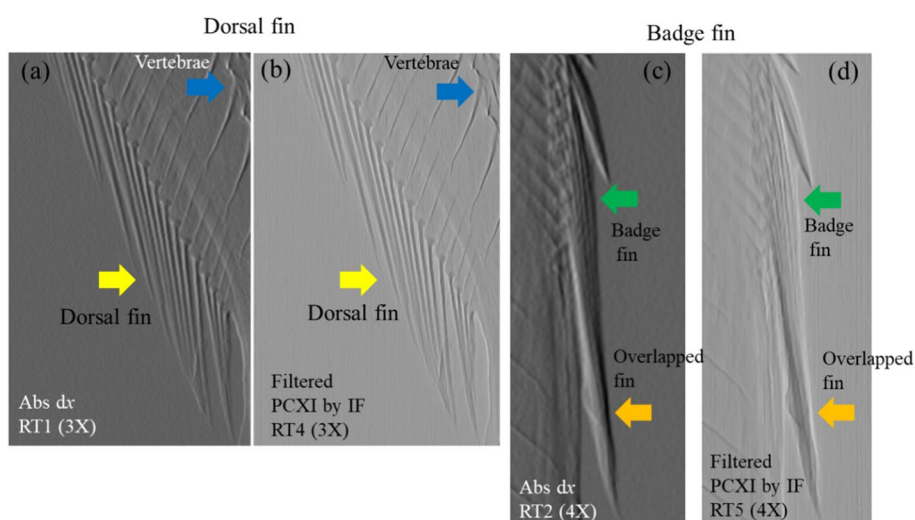 Dorsal fin
Badge fin
(a)
Vertebrae
(b)
Vertebrae
(c)
(d)
Dorsal fin
Dorsal fin
Badge
fin
Badge
fin
Overlapped
fin
Overlapped
fin
Abs dx
RT1 (3X)
Filtered
PCXI by IF
RT4 (3X)
Abs dx
RT2 (4X)
Filtered
PCXI by IF
RT5 (4X)